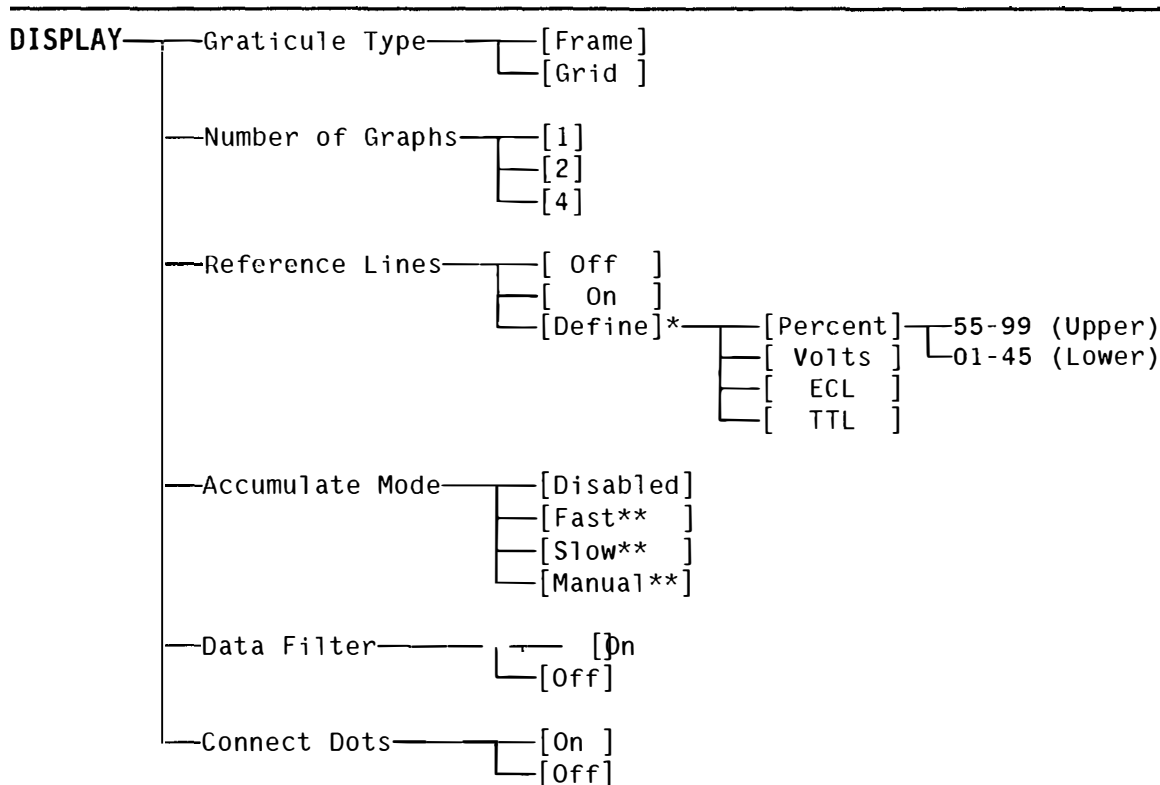 DISPLAY Graticule Type [Frame]
[Grid ]
Number of Graphs [1]
[2]
[4]
Reference Lines [ Off ]
[ On ]
[Define]* [Percent] 55-99 (Upper)
[ Volts ] 01-45 (Lower)
[ ECL ]
[ TTL ]
Accumulate Mode [Disabled]
[Fast** ]
[Slow** ]
[Manual**]
Data Filter []On
[Off]
Connect Dots [On ]
[Off]